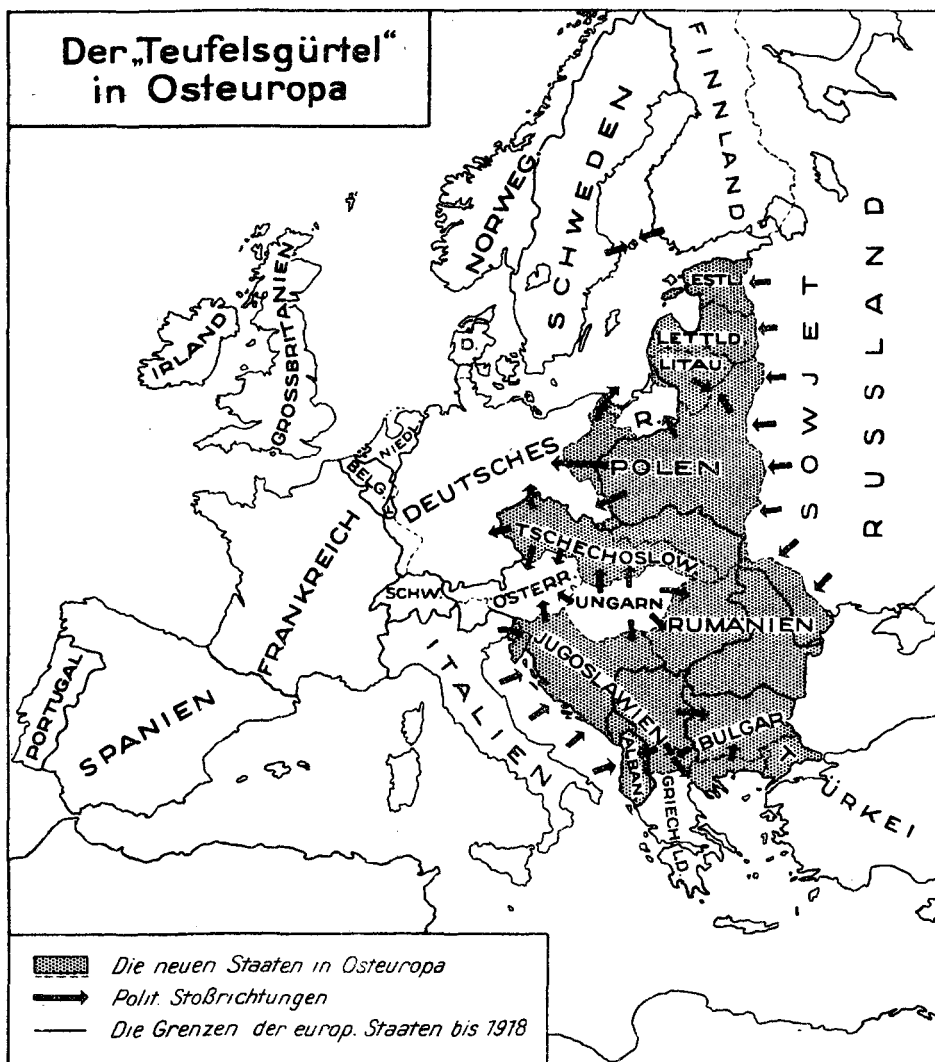 Der „Teufelsgürtel“
in Osteuropa
FINNLAND
SCHWEDEN
NORWEG.
SOWJET
RUSSLAND
ESTL.
LETTLD
LITAU
IRLAND
GROSSBRITANIEN
D.
R.
NIEDL
BELG.
DEUTSCHES
POLEN
TSCHECHOSLOW.
FRANKREICH
SCHW.
ÖSTERR.
UNGARN
RUMANIEN
ITALIEN
JUGOSLAWIEN
BULGAR
PORTUGAL
SPANIEN
ALBAN.
GRIECHLD.
TÜRKEI
Die neuen Staaten in Osteuropa
Polit. Stoßrichtungen
Die Grenzen der europ. Staaten bis 1918